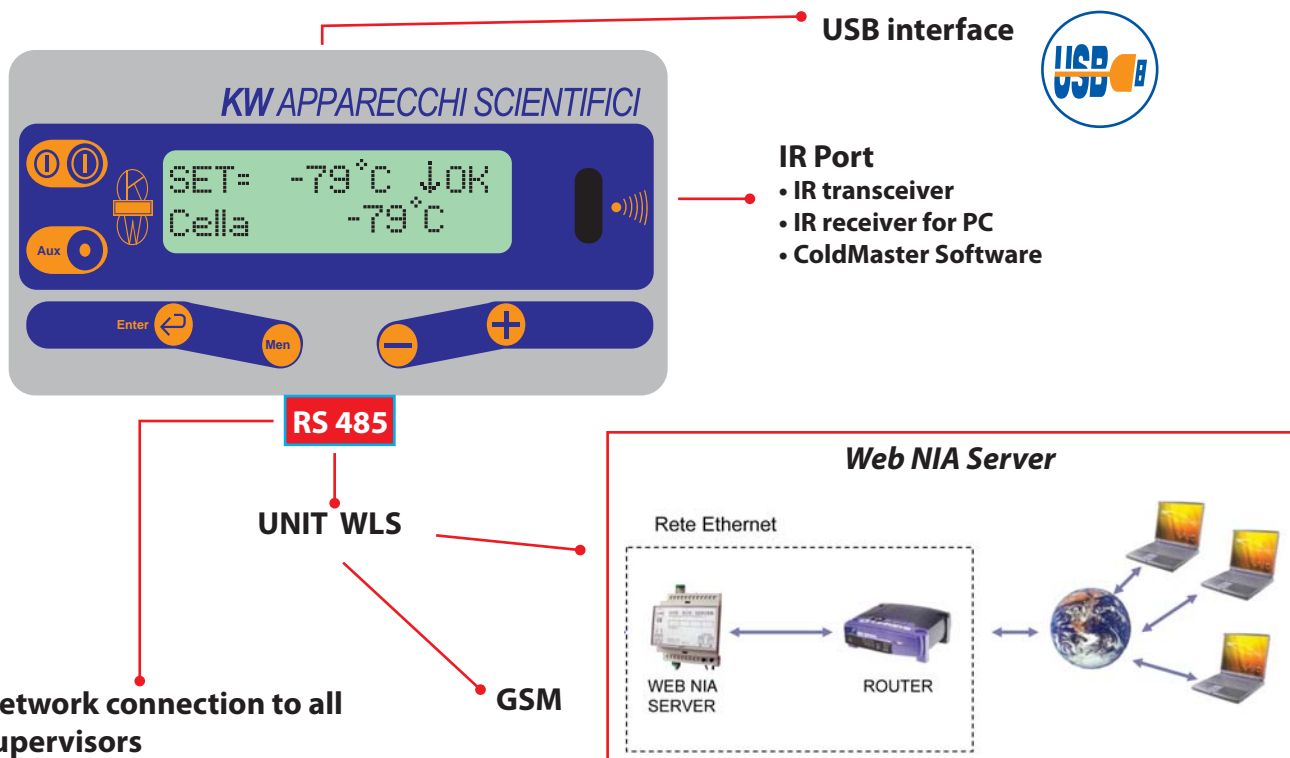 USB interface
USB
KW APPARECCHI SCIENTIFICI
SET= -79°C ↓OK
Cella -79°C
Aux
Enter
Men
IR Port
• IR transceiver
• IR receiver for PC
• ColdMaster Software
RS 485
UNIT WLS
GSM
etwork connection to all
upervisors
Web NIA Server
Rete Ethernet
WEB NIA
SERVER
ROUTER